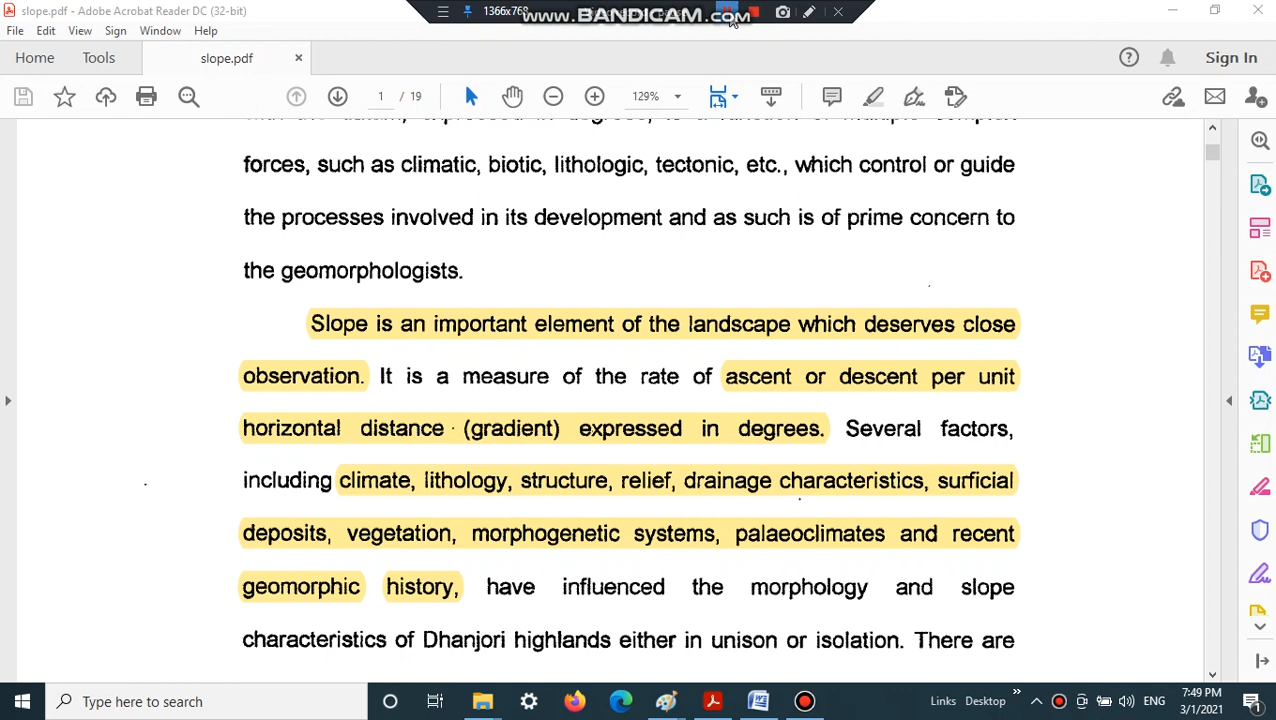 slope.pdf - Adobe Acrobat Reader DC (32-bit)
1366x768
www.BANDICAM.com
File Edit View Sign Window Help
Home Tools slope.pdf Sign In
1 / 19 129%
forces, such as climatic, biotic, lithologic, tectonic, etc., which control or guide
the processes involved in its development and as such is of prime concern to
the geomorphologists.
Slope is an important element of the landscape which deserves close
observation. It is a measure of the rate of ascent or descent per unit
horizontal distance (gradient) expressed in degrees. Several factors,
including climate, lithology, structure, relief, drainage characteristics, surficial
deposits, vegetation, morphogenetic systems, palaeoclimates and recent
geomorphic history, have influenced the morphology and slope
characteristics of Dhanjori highlands either in unison or isolation. There are
Type here to search
Links Desktop
ENG
7:49 PM
3/1/2021